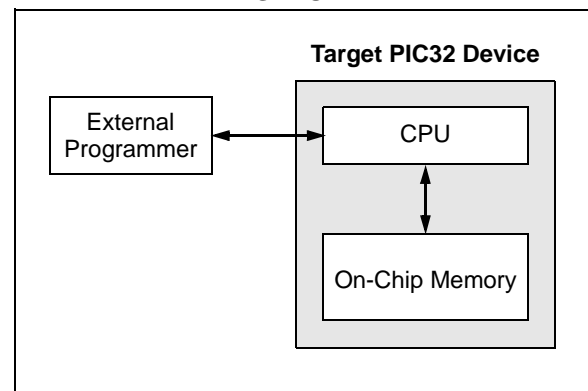 Target PIC32 Device
External
Programmer
CPU
On-Chip Memory